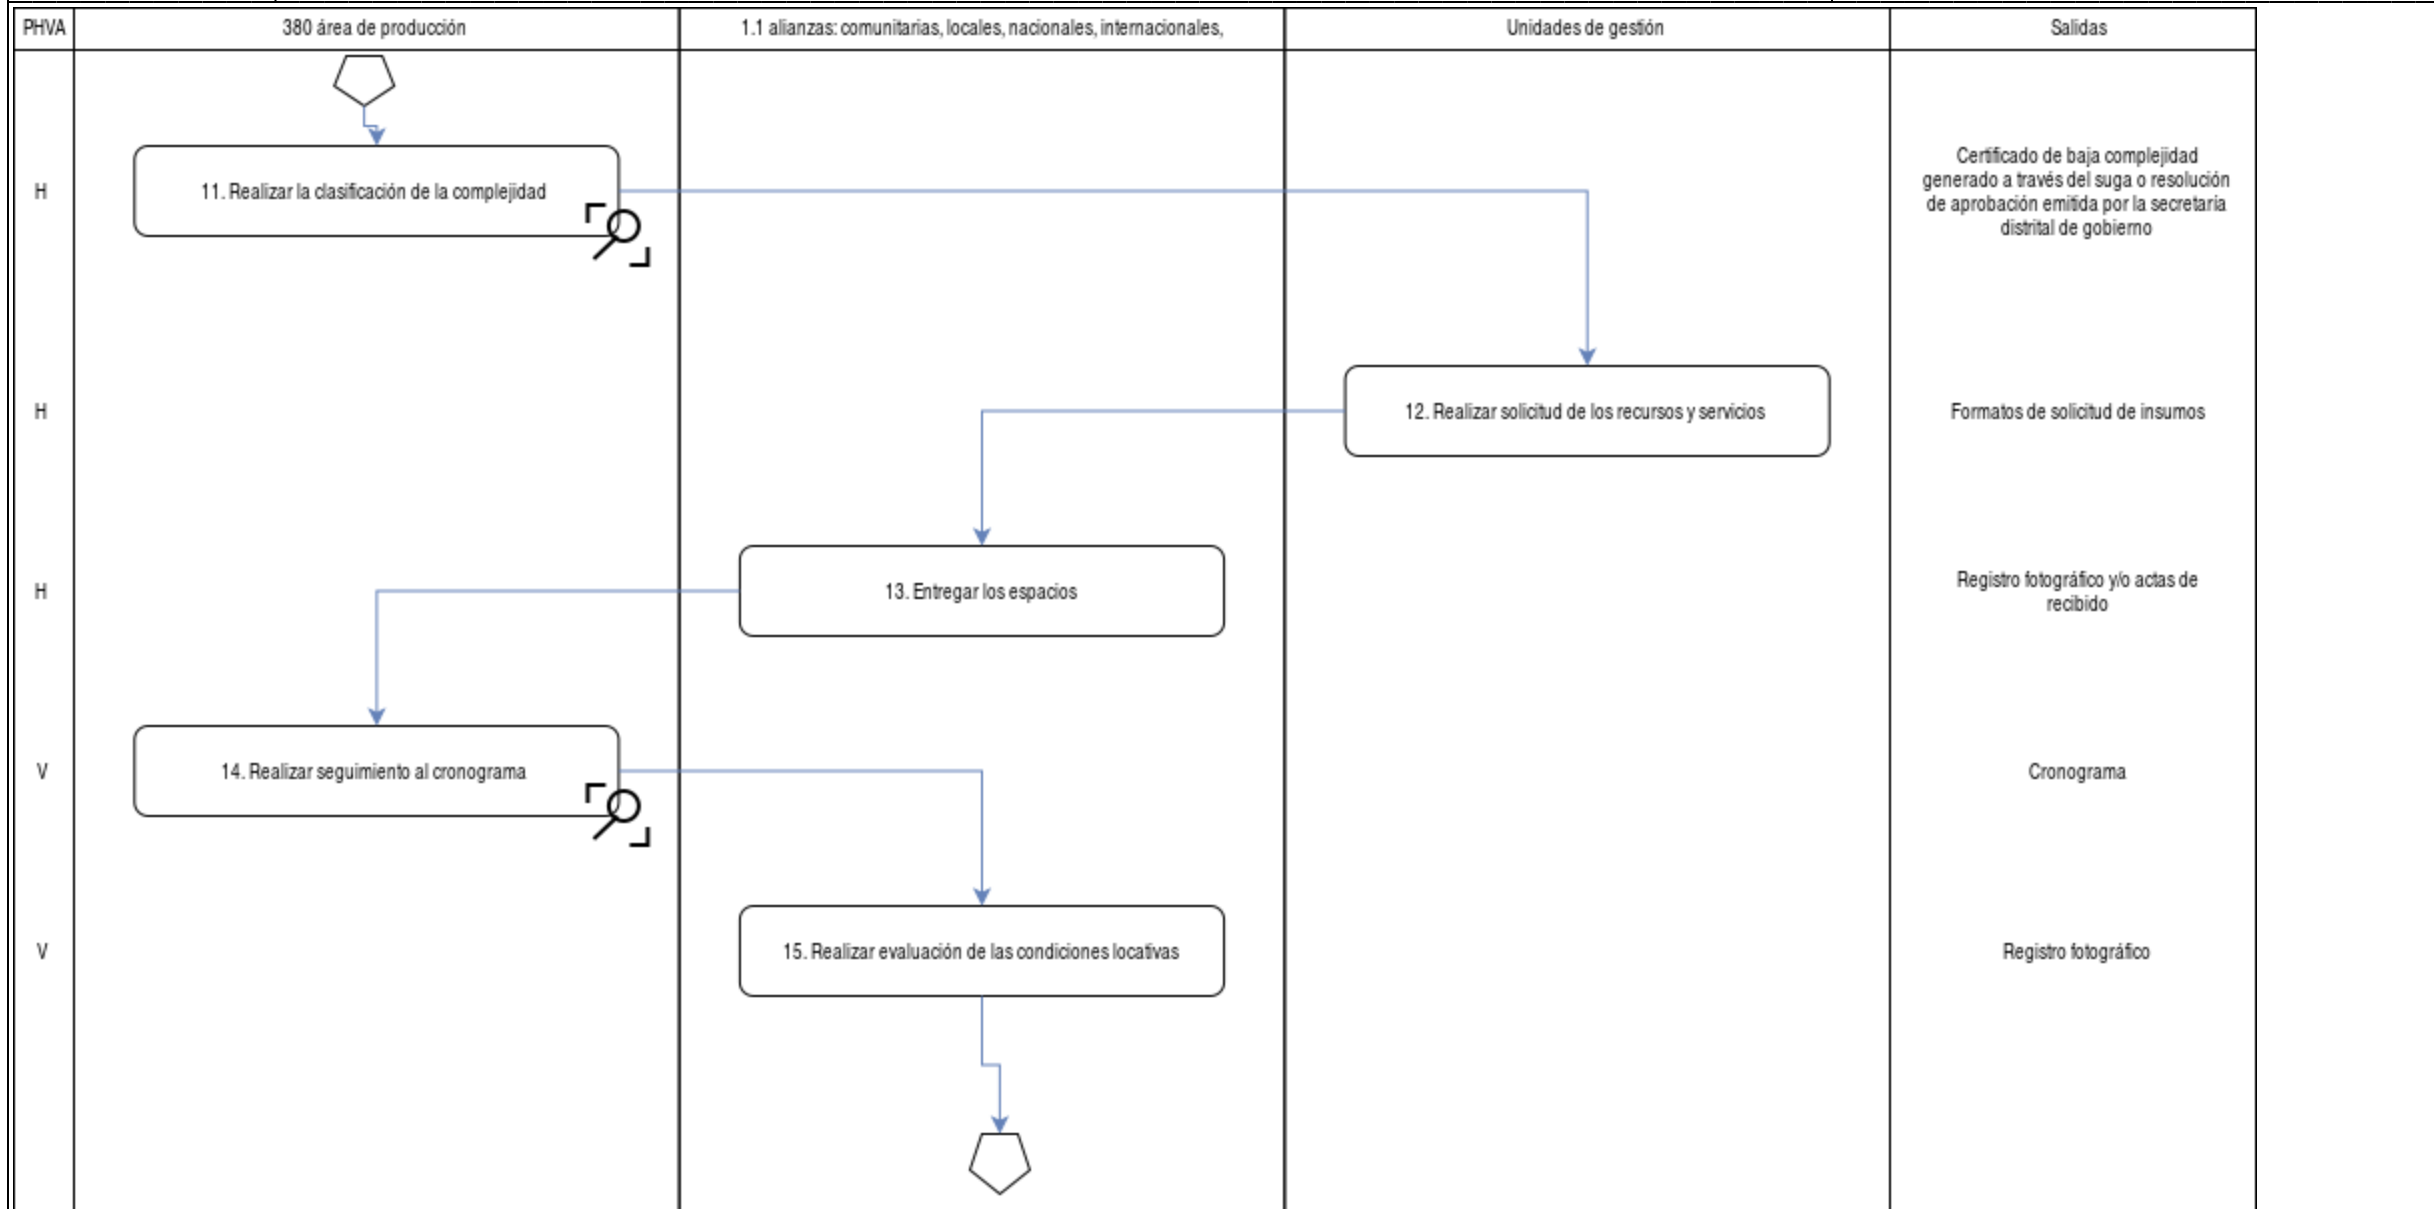 PHVA
380 área de producción
1.1 alianzas: comunitarias, locales, nacionales, internacionales,
Unidades de gestión
Salidas
H
11. Realizar la clasificación de la complejidad
Certificado de baja complejidad
generado a través del suga o resolución
de aprobación emitida por la secretaria
distrital de gobierno
H
12. Realizar solicitud de los recursos y servicios
Formatos de solicitud de insumos
H
13. Entregar los espacios
Registro fotográfico y/o actas de
recibido
V
14. Realizar seguimiento al cronograma
Cronograma
V
15. Realizar evaluación de las condiciones locativas
Registro fotográfico